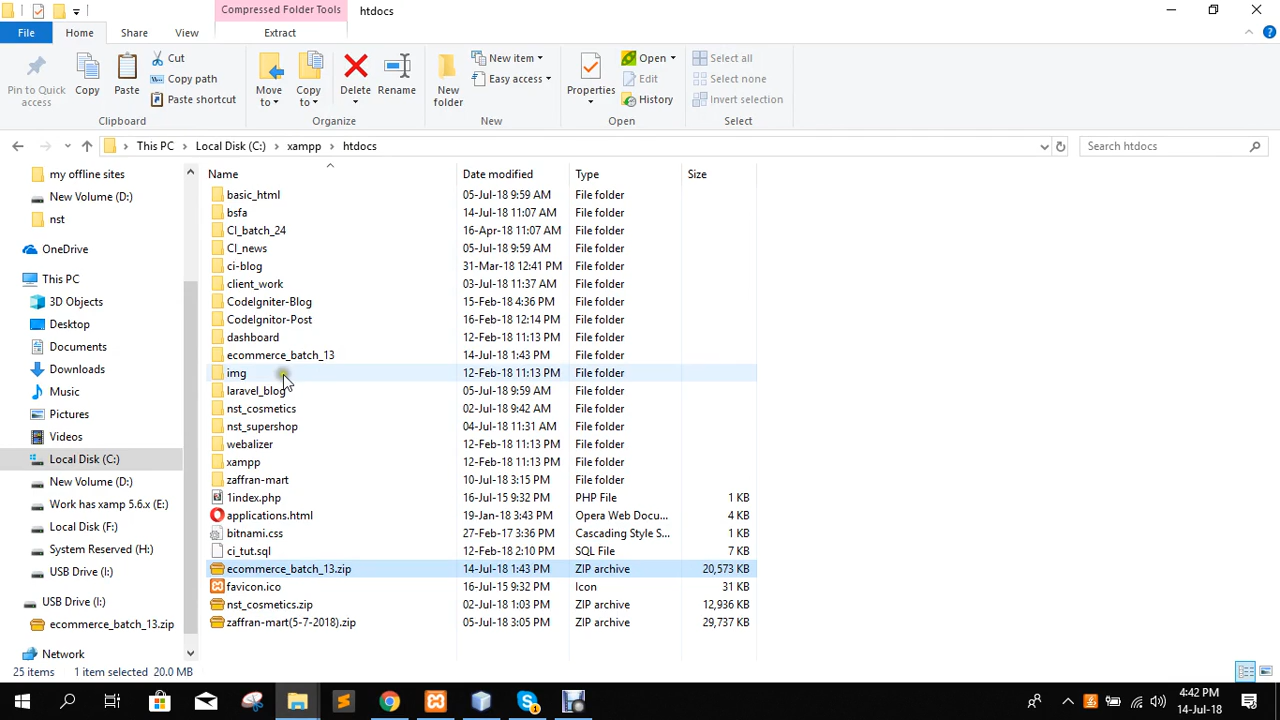 Compressed Folder Tools
htdocs
File
Home
Share
View
Extract
Pin to Quick
access
Copy
Paste
Cut
Copy path
Paste shortcut
Clipboard
Move
to
Copy
to
Delete
Rename
Organize
New
folder
New item
Easy access
New
Properties
Open
Edit
History
Open
Select all
Select none
Invert selection
Select
This PC
Local Disk (C:)
xampp
htdocs
Search htdocs
Name
Date modified
Type
Size
my offline sites
New Volume (D:)
nst
OneDrive
This PC
3D Objects
Desktop
Documents
Downloads
Music
Pictures
Videos
Local Disk (C:)
New Volume (D:)
Work has xamp 5.6.x (E:)
Local Disk (F:)
System Reserved (H:)
USB Drive (I:)
USB Drive (I:)
ecommerce_batch_13.zip
Network
basic_html 05-Jul-18 9:59 AM File folder
bsfa 14-Jul-18 11:07 AM File folder
CI_batch_24 16-Apr-18 11:07 AM File folder
CI_news 05-Jul-18 9:59 AM File folder
ci-blog 31-Mar-18 12:41 PM File folder
client_work 03-Jul-18 11:37 AM File folder
CodeIgniter-Blog 15-Feb-18 4:36 PM File folder
CodeIgnitor-Post 16-Feb-18 12:14 PM File folder
dashboard 12-Feb-18 11:13 PM File folder
ecommerce_batch_13 14-Jul-18 1:43 PM File folder
img 12-Feb-18 11:13 PM File folder
laravel_blog 05-Jul-18 9:59 AM File folder
nst_cosmetics 02-Jul-18 9:42 AM File folder
nst_supershop 04-Jul-18 11:31 AM File folder
webalizer 12-Feb-18 11:13 PM File folder
xampp 12-Feb-18 11:13 PM File folder
zaffran-mart 10-Jul-18 3:15 PM File folder
1index.php 16-Jul-15 9:32 PM PHP File 1 KB
applications.html 19-Jan-18 3:43 PM Opera Web Docu... 4 KB
bitnami.css 27-Feb-17 3:36 PM Cascading Style S... 1 KB
ci_tut.sql 12-Feb-18 2:10 PM SQL File 7 KB
ecommerce_batch_13.zip 14-Jul-18 1:43 PM ZIP archive 20,573 KB
favicon.ico 16-Jul-15 9:32 PM Icon 31 KB
nst_cosmetics.zip 02-Jul-18 1:03 PM ZIP archive 12,936 KB
zaffran-mart(5-7-2018).zip 05-Jul-18 3:05 PM ZIP archive 29,737 KB
25 items 1 item selected 20.0 MB
4:42 PM
14-Jul-18